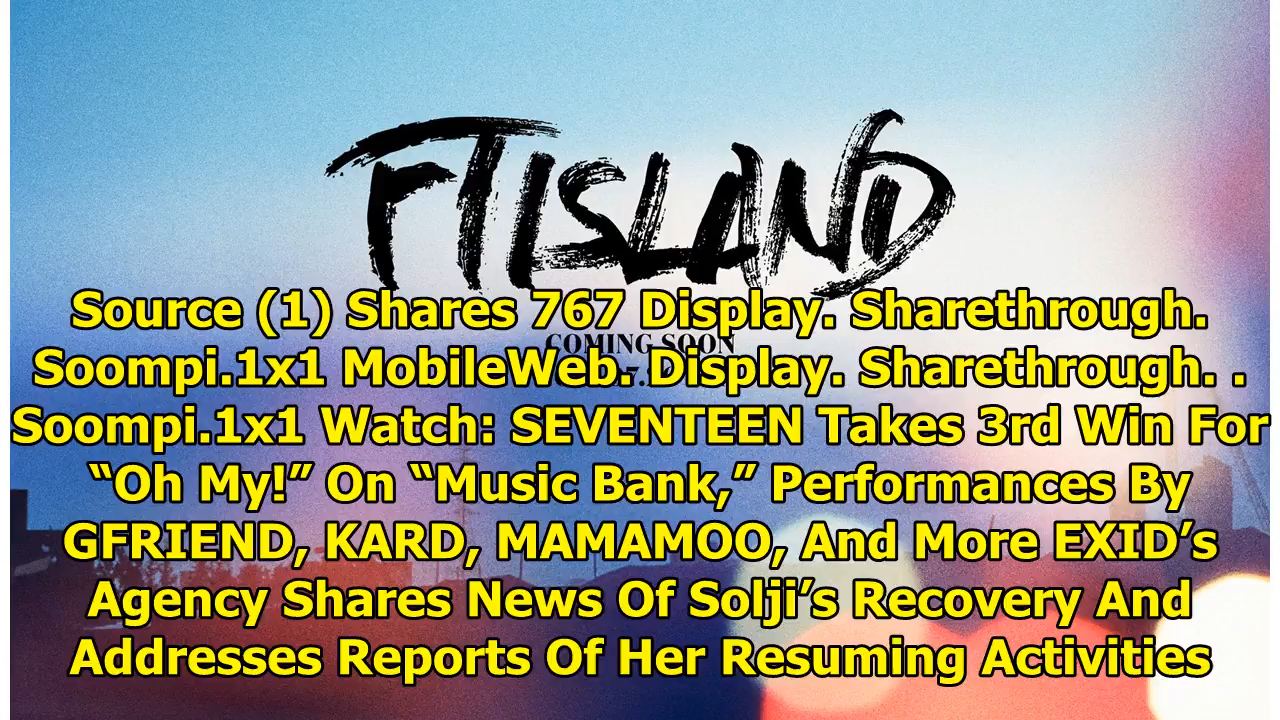 FTISLAND
Source (1) Shares 767 Display. Sharethrough.
COMING SOON
Soompi.1x1 MobileWeb. Display. Sharethrough. .
Soompi.1x1 Watch: SEVENTEEN Takes 3rd Win For
“Oh My!” On “Music Bank,” Performances By
GFRIEND, KARD, MAMAMOO, And More EXID’s
Agency Shares News Of Solji’s Recovery And
Addresses Reports Of Her Resuming Activities